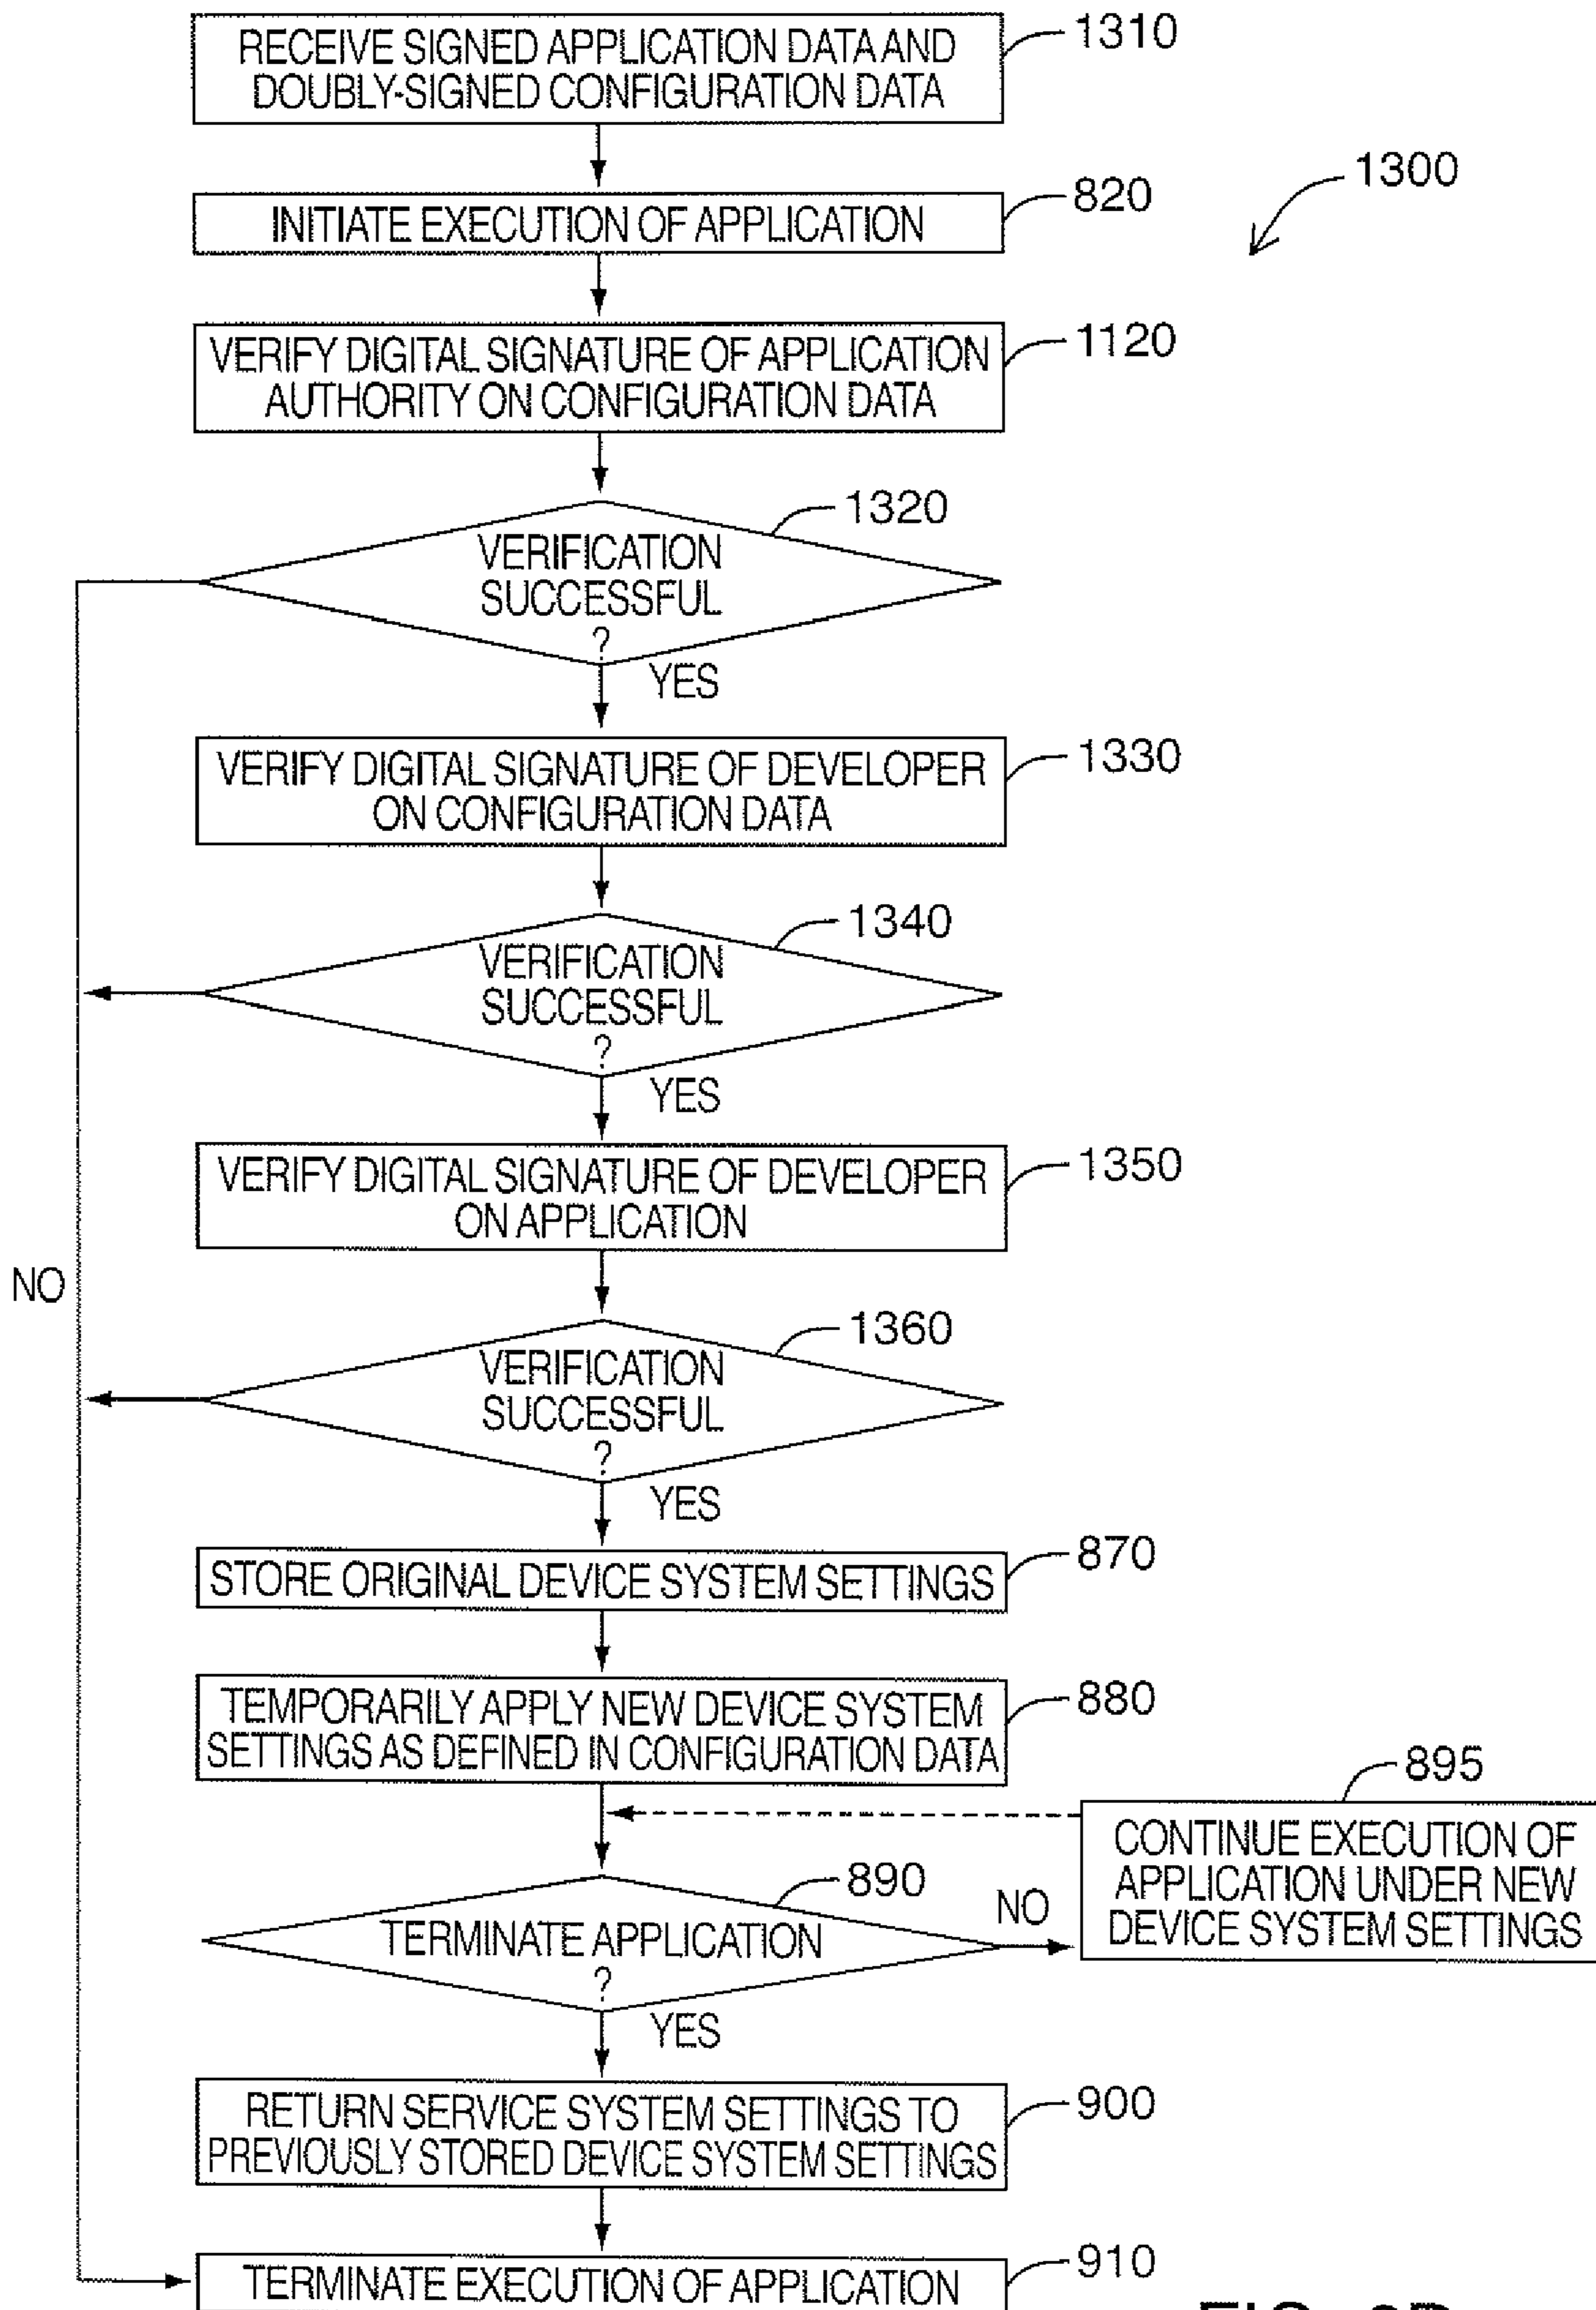 RECEIVE SIGNED APPLICATION DATA AND
DOUBLY-SIGNED CONFIGURATION DATA
1310
1300
INITIATE EXECUTION OF APPLICATION
820
VERIFY DIGITAL SIGNATURE OF APPLICATION
AUTHORITY ON CONFIGURATION DATA
1120
1320
VERIFICATION
SUCCESSFUL
?
YES
VERIFY DIGITAL SIGNATURE OF DEVELOPER
ON CONFIGURATION DATA
1330
1340
VERIFICATION
SUCCESSFUL
?
YES
VERIFY DIGITAL SIGNATURE OF DEVELOPER
ON APPLICATION
1350
NO
1360
VERIFICATION
SUCCESSFUL
?
YES
STORE ORIGINAL DEVICE SYSTEM SETTINGS
870
TEMPORARILY APPLY NEW DEVICE SYSTEM
SETTINGS AS DEFINED IN CONFIGURATION DATA
880
895
CONTINUE EXECUTION OF
APPLICATION UNDER NEW
DEVICE SYSTEM SETTINGS
890
TERMINATE APPLICATION
?
NO
YES
RETURN SERVICE SYSTEM SETTINGS TO
PREVIOUSLY STORED DEVICE SYSTEM SETTINGS
900
TERMINATE EXECUTION OF APPLICATION
910